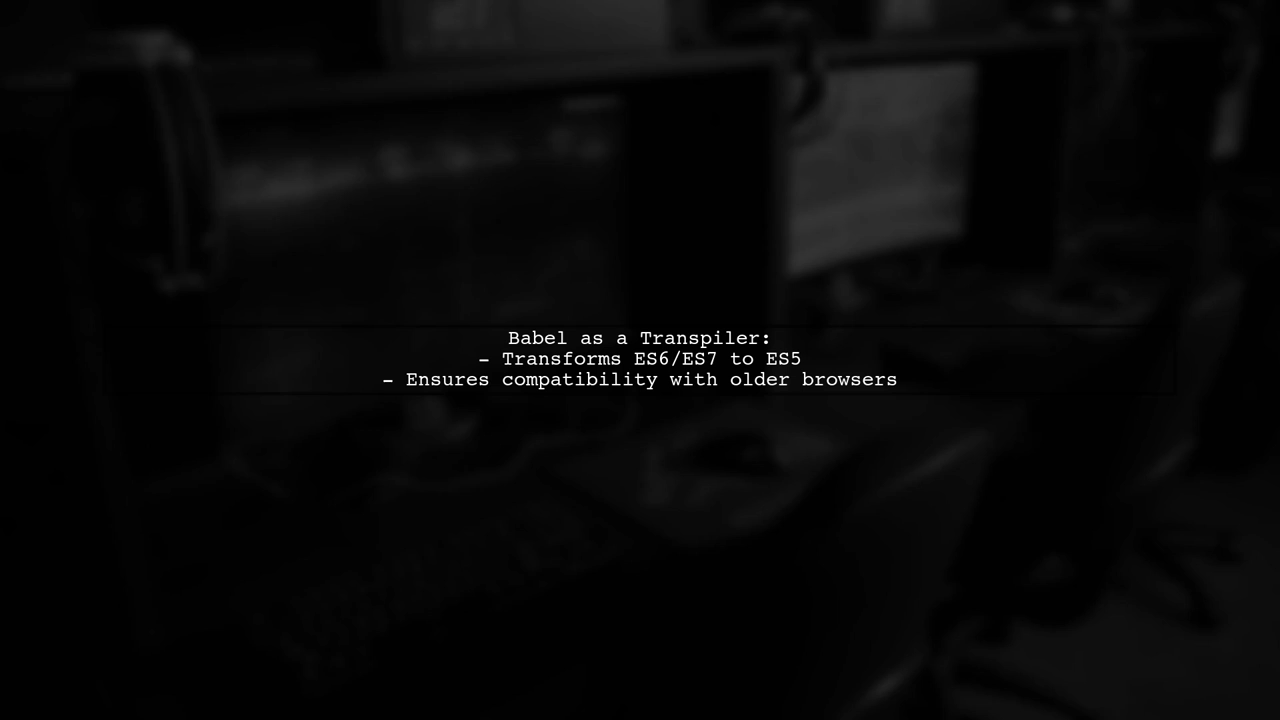 Babel as a Transpiler:
– Transforms ES6/ES7 to ES5
– Ensures compatibility with older browsers